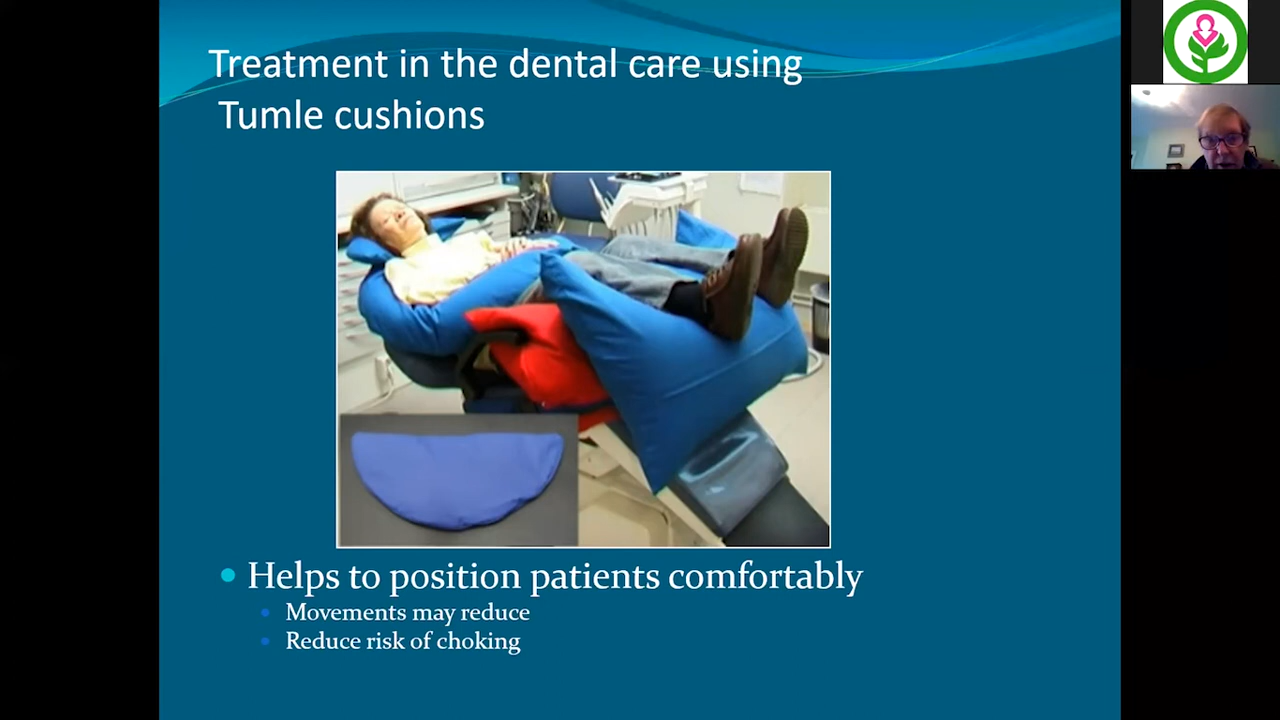 Treatment in the dental care using
Tumle cushions
Helps to position patients comfortably
Movements may reduce
Reduce risk of choking